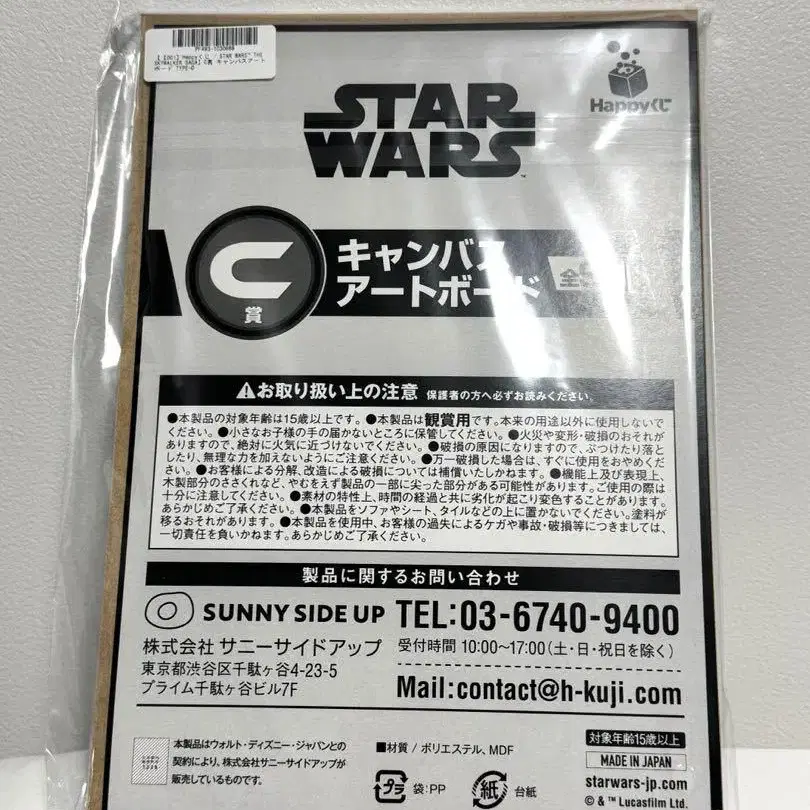 PF483-1030666
STAR WARS™ THE
SKYWALKER SAGA] C賞 キャンバスアート
ボード TYPE-D
Happyくじ
STAR
WARS
C
賞
キャンバス
アートボード
お取り扱い上の注意 保護者の方へ必ずお読みください。
●本製品の対象年齢は15歳以上です。●本製品は観賞用です。本来の用途以外に使用しないで
ください。●小さなお子様の手の届かないところに保管してください。●火災や変形・破損のおそれが
ありますので、絶対に火気に近づけないでください。●破損の原因になりますので、ぶつけたり落と
したり、無理な力を加えないようにご注意ください。●万一破損した場合は、すぐに使用をおやめくだ
さい。●お客様による分解、改造による破損については補償いたしかねます。●機能上及び表現上、
木製部分のささくれなど、やむをえず製品の一部に尖った部分がある可能性があります。ご使用の際は
十分に注意してください。●素材の特性上、時間の経過と共に劣化が起こり変色することがあります。
あらかじめご了承ください。●本製品をソファやシート、タイルなどの上に置かないでください。塗料が
移るおそれがあります。●本製品を使用中、お客様の過失によるケガや事故・破損等につきましては、
一切責任を負いかねます。あらかじめご了承ください。
製品に関するお問い合わせ
SUNNY SIDE UP TEL:03-6740-9400
株式会社 サニーサイドアップ 受付時間 10:00〜17:00(土・日・祝日を除く)
東京都渋谷区千駄ヶ谷4-23-5
プライム千駄ヶ谷ビル7F
Mail:contact@h-kuji.com
本製品はウォルト・ディズニー・ジャパンとの
契約により、株式会社サニーサイドアップが
販売しているものです。
■材質 / ポリエステル、MDF
プラ 袋:PP 紙 台紙
対象年齢15歳以上
MADE IN JAPAN
starwars-jp.com
© & ™ Lucasfilm Ltd.